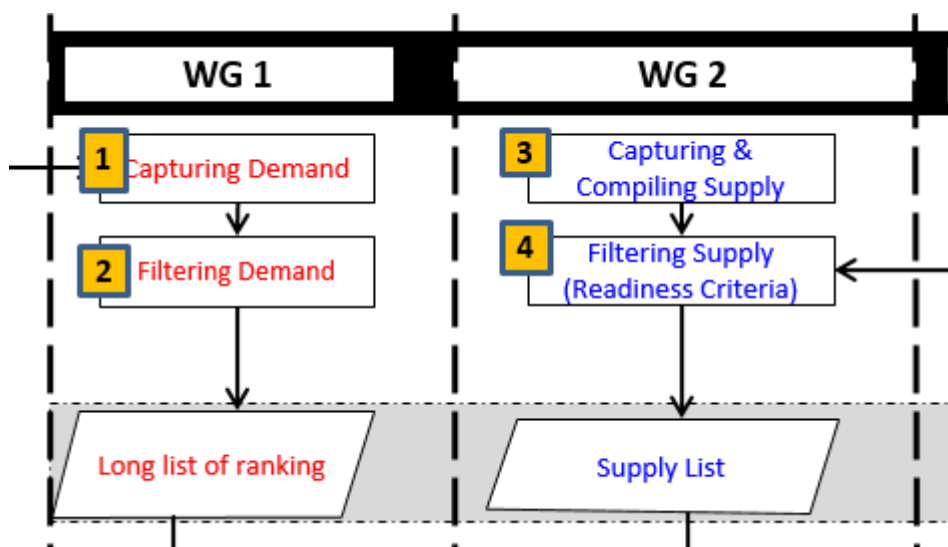 WG 1
WG 2
1
Capturing Demand
2
Filtering Demand
Long list of ranking
3
Capturing &
Compiling Supply
4
Filtering Supply
(Readiness Criteria)
Supply List